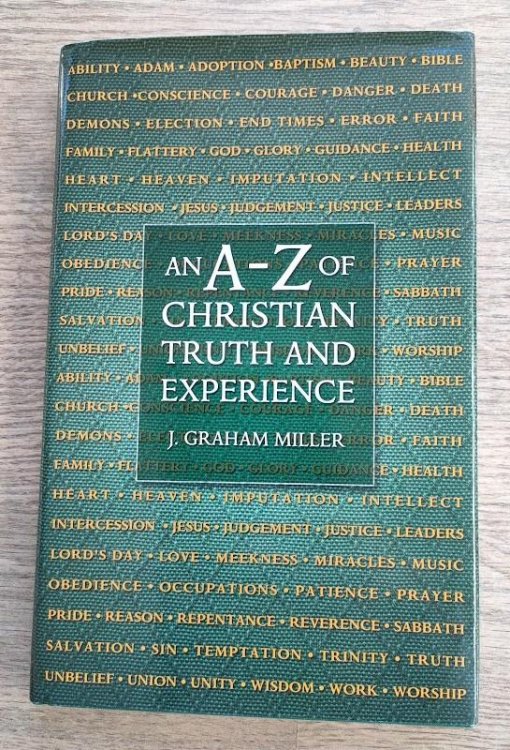 ABILITY • ADAM • ADOPTION • BAPTISM • BEAUTY • BIBLE
CHURCH • CONSCIENCE • COURAGE • DANGER • DEATH
DEMONS • ELECTION • END TIMES • ERROR • FAITH
FAMILY • FLATTERY • GOD • GLORY • GUIDANCE • HEALTH
HEART • HEAVEN • IMPUTATION • INTELLECT
INTERCESSION • JESUS • JUDGEMENT • JUSTICE • LEADERS
LORD'S DAY • LOVE • MEEKNESS • MIRACLES • MUSIC
OBEDIENCE • PRAYER
PRIDE • REASON • SABBATH
SALVATION • TRUTH
UNBELIEF • WORSHIP
AN A–Z OF
CHRISTIAN
TRUTH AND
EXPERIENCE
J. GRAHAM MILLER
ABILITY • ADAM • BEAUTY • BIBLE
CHURCH • CONSCIENCE • COURAGE • DANGER • DEATH
DEMONS • ERROR • FAITH
FAMILY • FLATTERY • GOD • GLORY • GUIDANCE • HEALTH
HEART • HEAVEN • IMPUTATION • INTELLECT
INTERCESSION • JESUS • JUDGEMENT • JUSTICE • LEADERS
LORD'S DAY • LOVE • MEEKNESS • MIRACLES • MUSIC
OBEDIENCE • OCCUPATIONS • PATIENCE • PRAYER
PRIDE • REASON • REPENTANCE • REVERENCE • SABBATH
SALVATION • SIN • TEMPTATION • TRINITY • TRUTH
UNBELIEF • UNION • UNITY • WISDOM • WORK • WORSHIP